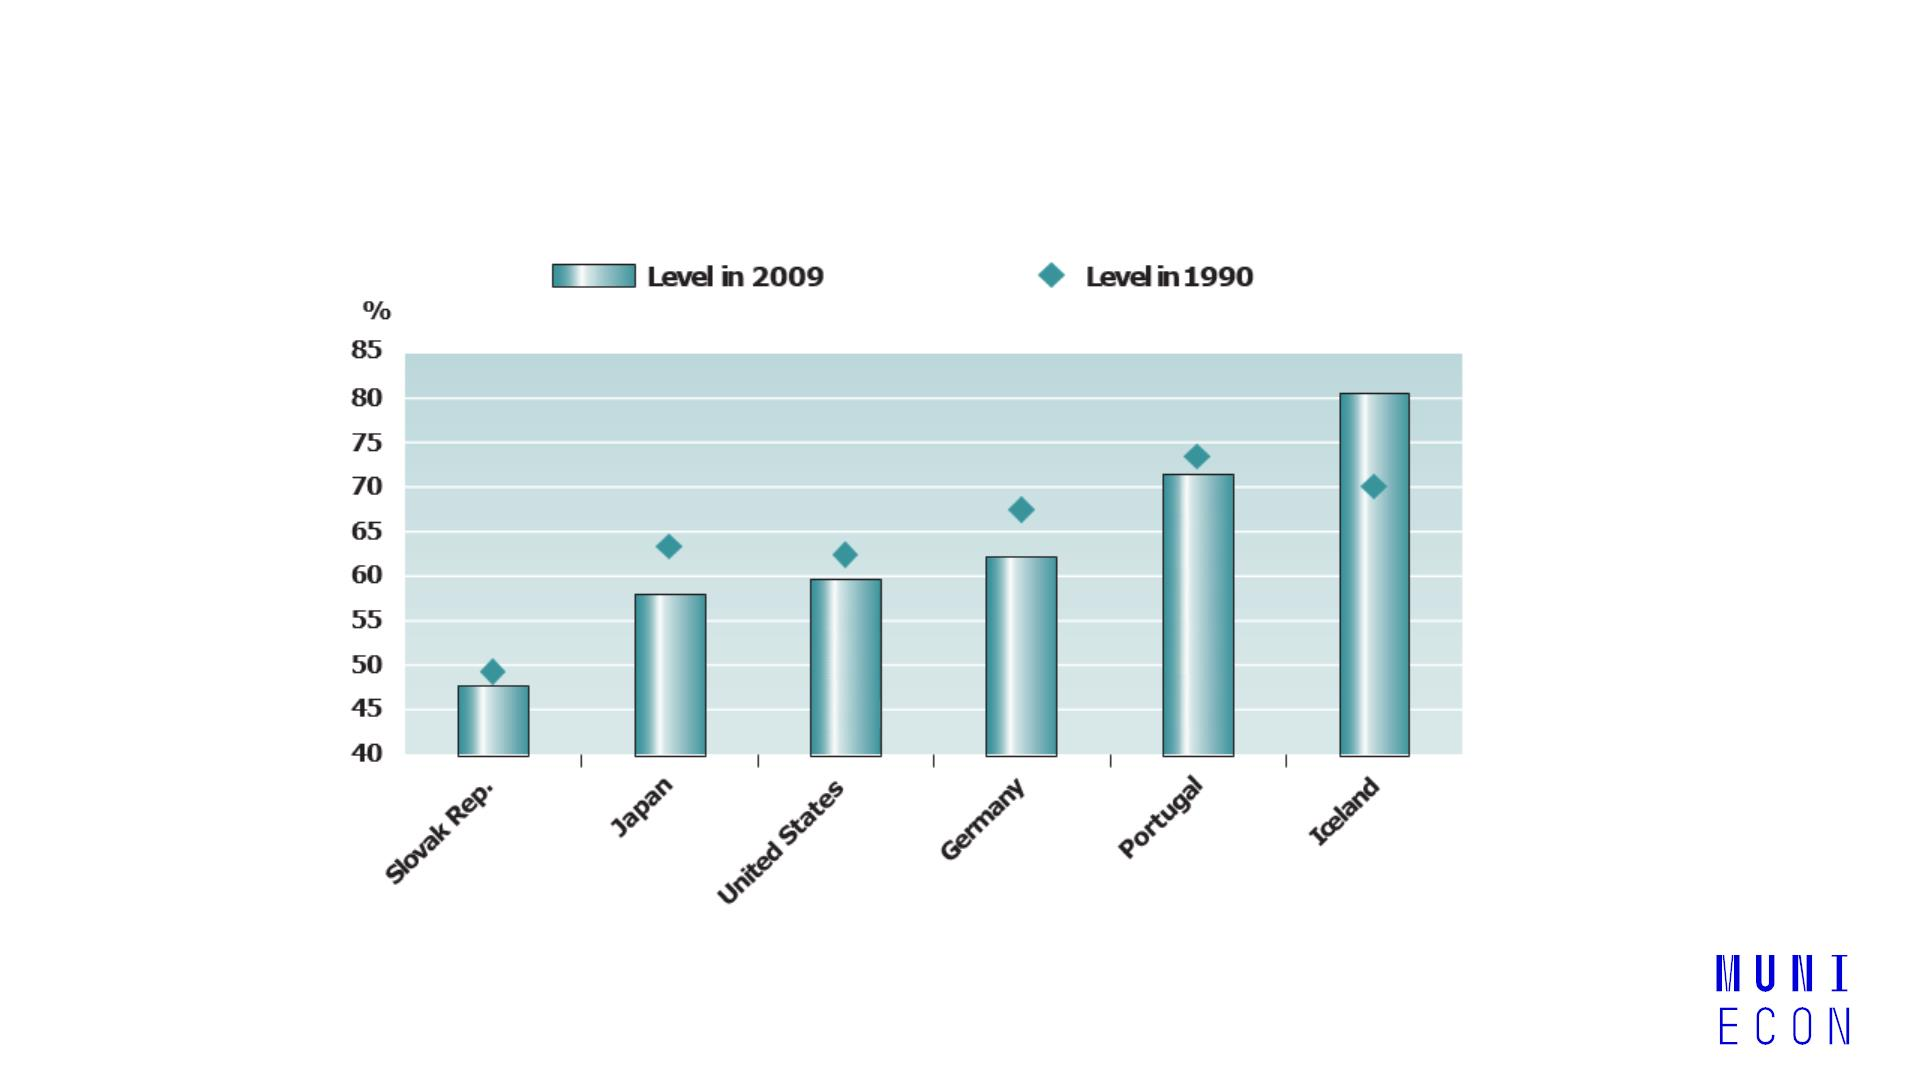 Level in 2009
Level in 1990
%
85
80
75
70
65
60
55
50
45
40
Slovak Rep.
Japan
United States
Germany
Portugal
Iceland
MUNI
ECON